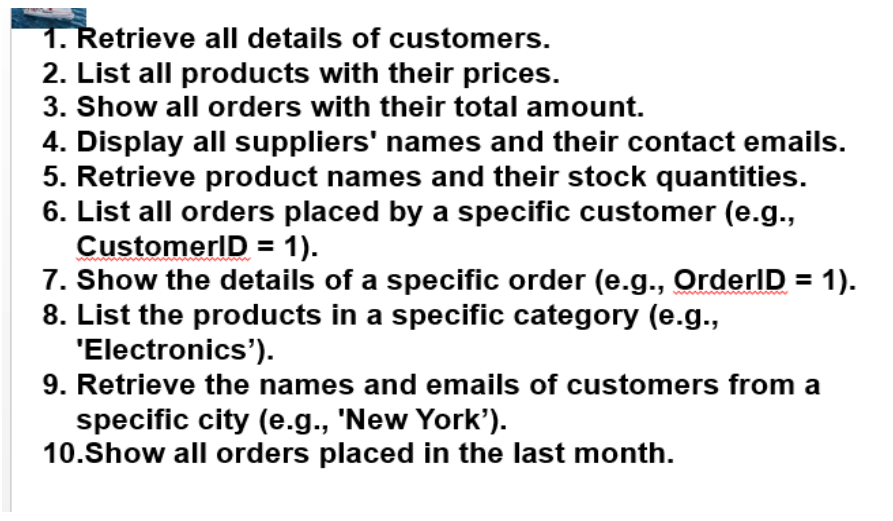 1. Retrieve all details of customers.
2. List all products with their prices.
3. Show all orders with their total amount.
4. Display all suppliers' names and their contact emails.
5. Retrieve product names and their stock quantities.
6. List all orders placed by a specific customer (e.g.,
CustomerID = 1).
7. Show the details of a specific order (e.g., OrderID = 1).
8. List the products in a specific category (e.g.,
'Electronics’).
9. Retrieve the names and emails of customers from a
specific city (e.g., 'New York’).
10.Show all orders placed in the last month.